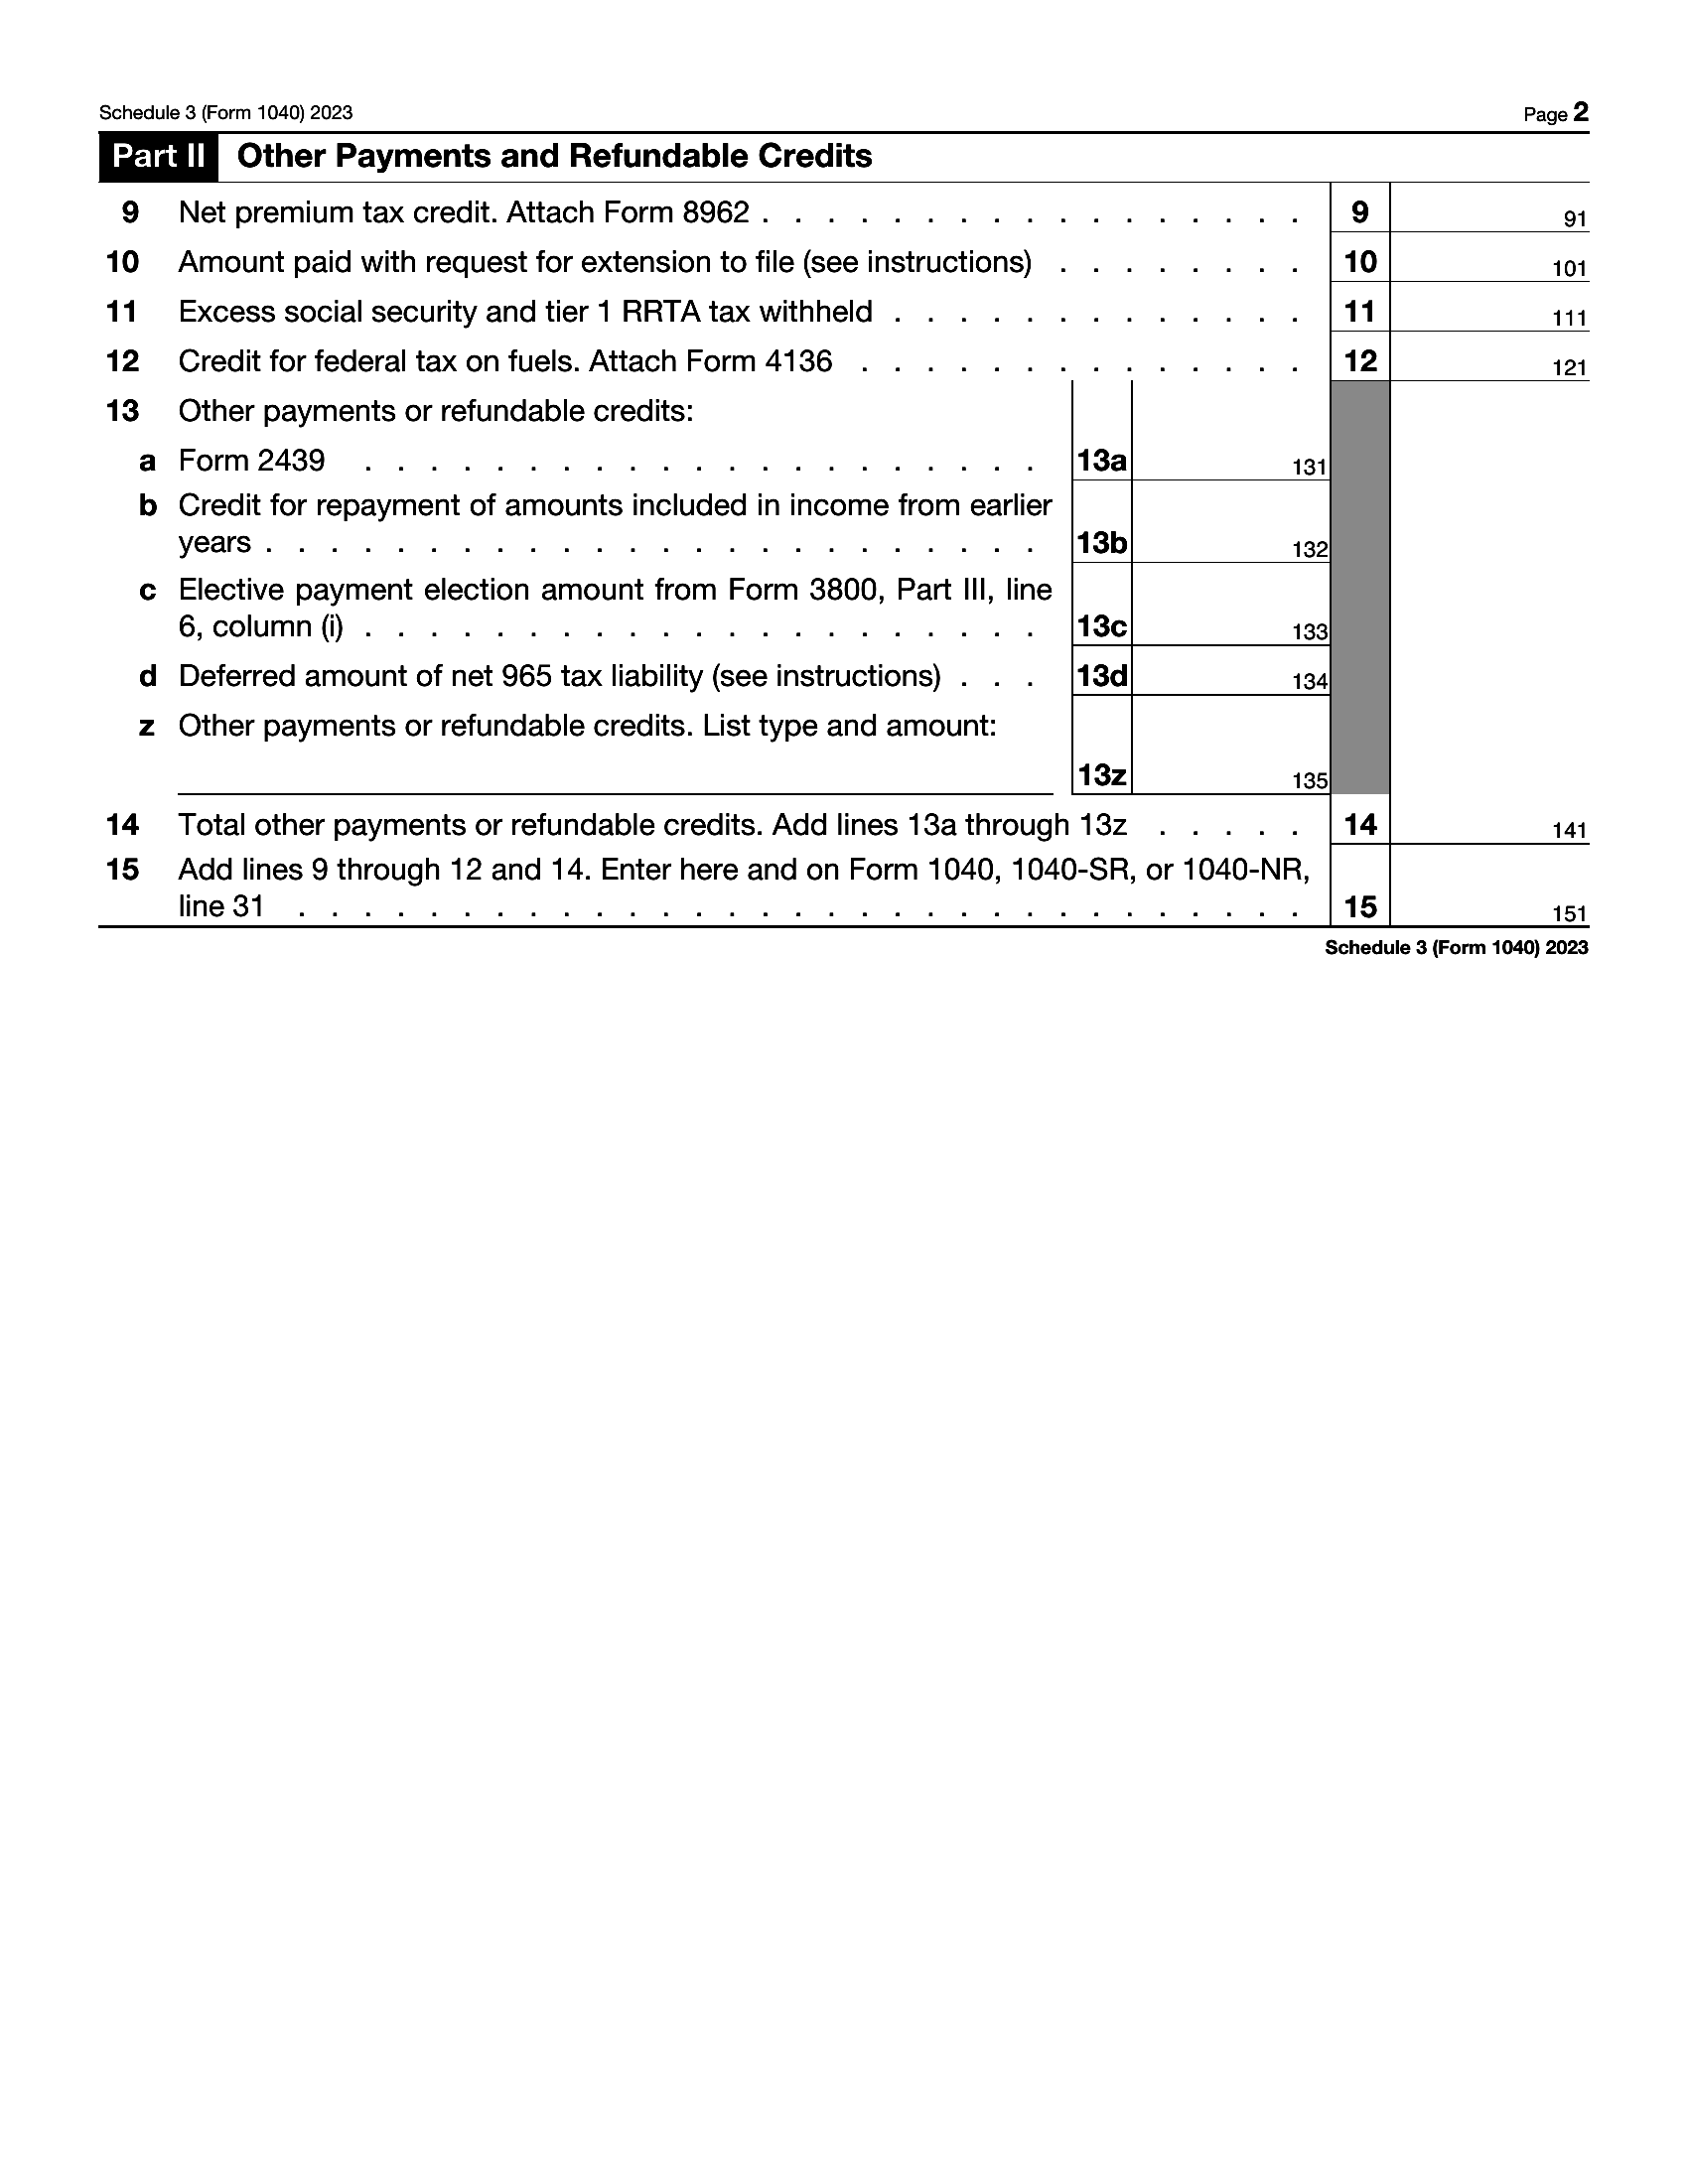 Schedule 3 (Form 1040) 2023 Page 2
Part II Other Payments and Refundable Credits
9 Net premium tax credit. Attach Form 8962 . . . . . . . . . . . . . . . . . 9 91
10 Amount paid with request for extension to file (see instructions) . . . . . . . . 10 101
11 Excess social security and tier 1 RRTA tax withheld . . . . . . . . . . . . . 11 111
12 Credit for federal tax on fuels. Attach Form 4136 . . . . . . . . . . . . . . 12 121
13 Other payments or refundable credits:
a Form 2439 . . . . . . . . . . . . . . . . . . . . . 13a 131
b Credit for repayment of amounts included in income from earlier
years . . . . . . . . . . . . . . . . . . . . . . . . 13b 132
c Elective payment election amount from Form 3800, Part III, line
6, column (i) . . . . . . . . . . . . . . . . . . . . . 13c 133
d Deferred amount of net 965 tax liability (see instructions) . . . 13d 134
z Other payments or refundable credits. List type and amount:
13z 135
14 Total other payments or refundable credits. Add lines 13a through 13z . . . . . 14 141
15 Add lines 9 through 12 and 14. Enter here and on Form 1040, 1040-SR, or 1040-NR,
line 31 . . . . . . . . . . . . . . . . . . . . . . . . . . . . . . . 15 151
Schedule 3 (Form 1040) 2023